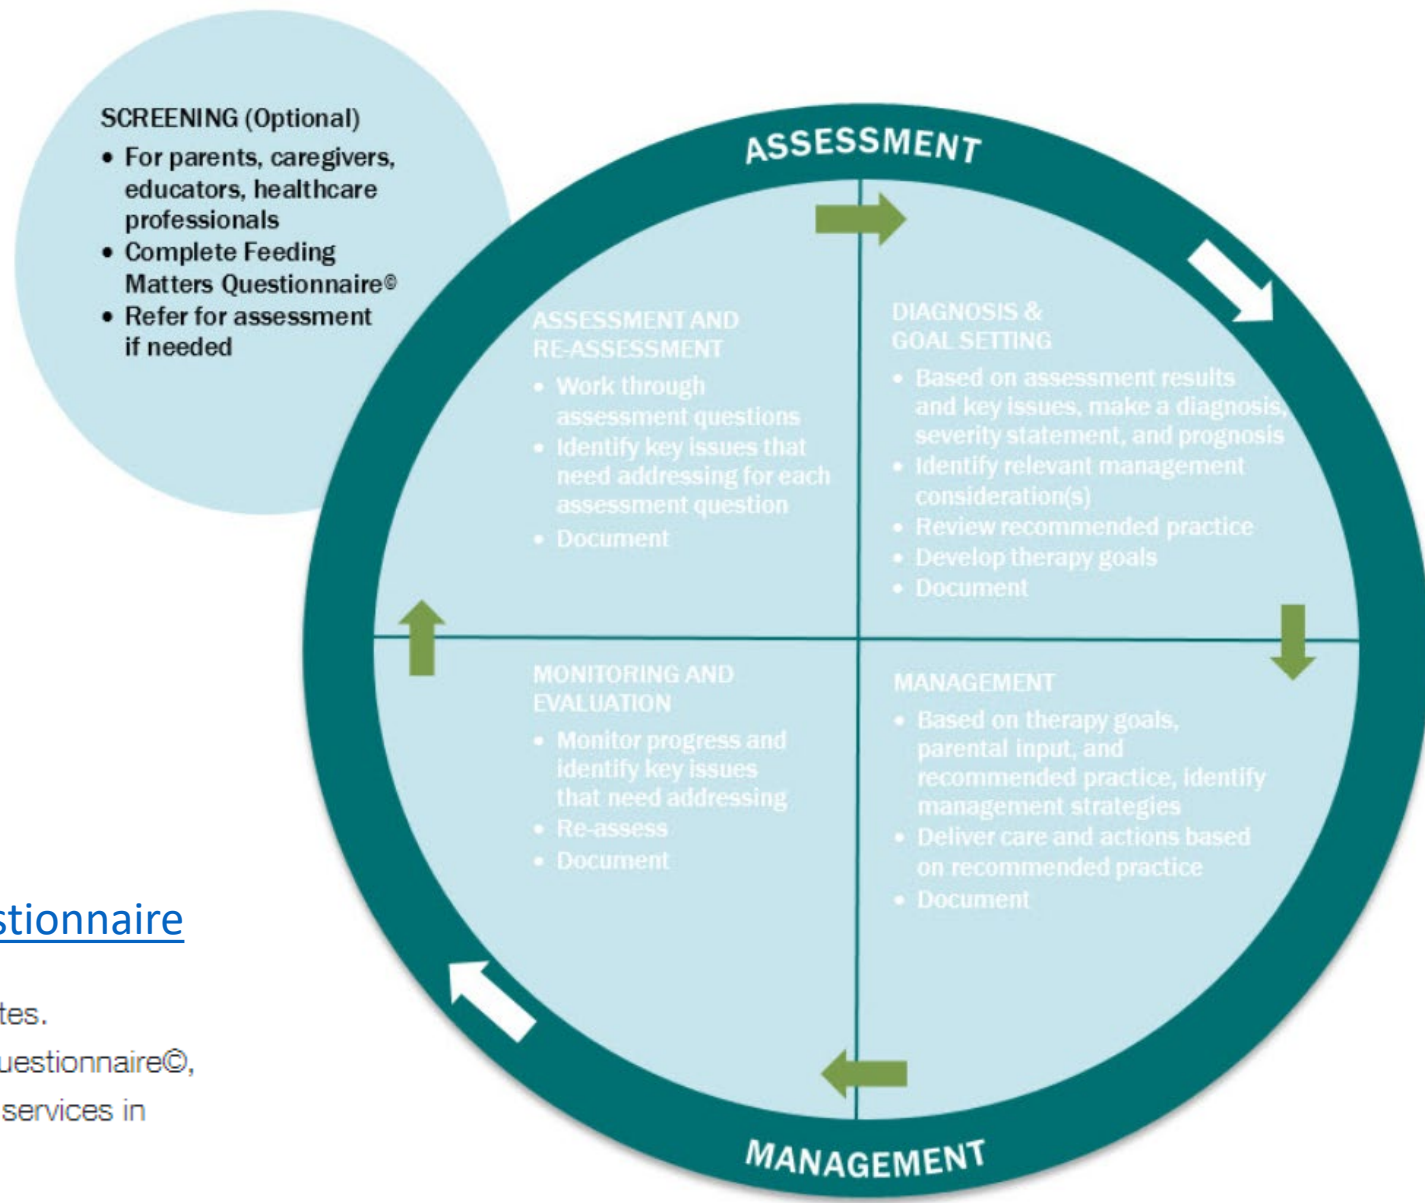 SCREENING (Optional)
• For parents, caregivers,
educators, healthcare
professionals
• Complete Feeding
Matters Questionnaire©
• Refer for assessment
if needed
ASSESSMENT
ASSESSMENT AND
RE-ASSESSMENT
• Work through
assessment questions
• Identify key issues that
need addressing for each
assessment question
• Document
DIAGNOSIS &
GOAL SETTING
• Based on assessment results
and key issues, make a diagnosis,
severity statement, and prognosis
• Identify relevant management
consideration(s)
• Review recommended practice
• Develop therapy goals
• Document
MONITORING AND
EVALUATION
• Monitor progress and
identify key issues
that need addressing
• Re-assess
• Document
MANAGEMENT
• Based on therapy goals,
parental input, and
recommended practice, identify
management strategies
• Deliver care and actions based
on recommended practice
• Document
MANAGEMENT
stionnaire
tes.
uestionnaire©,
services in